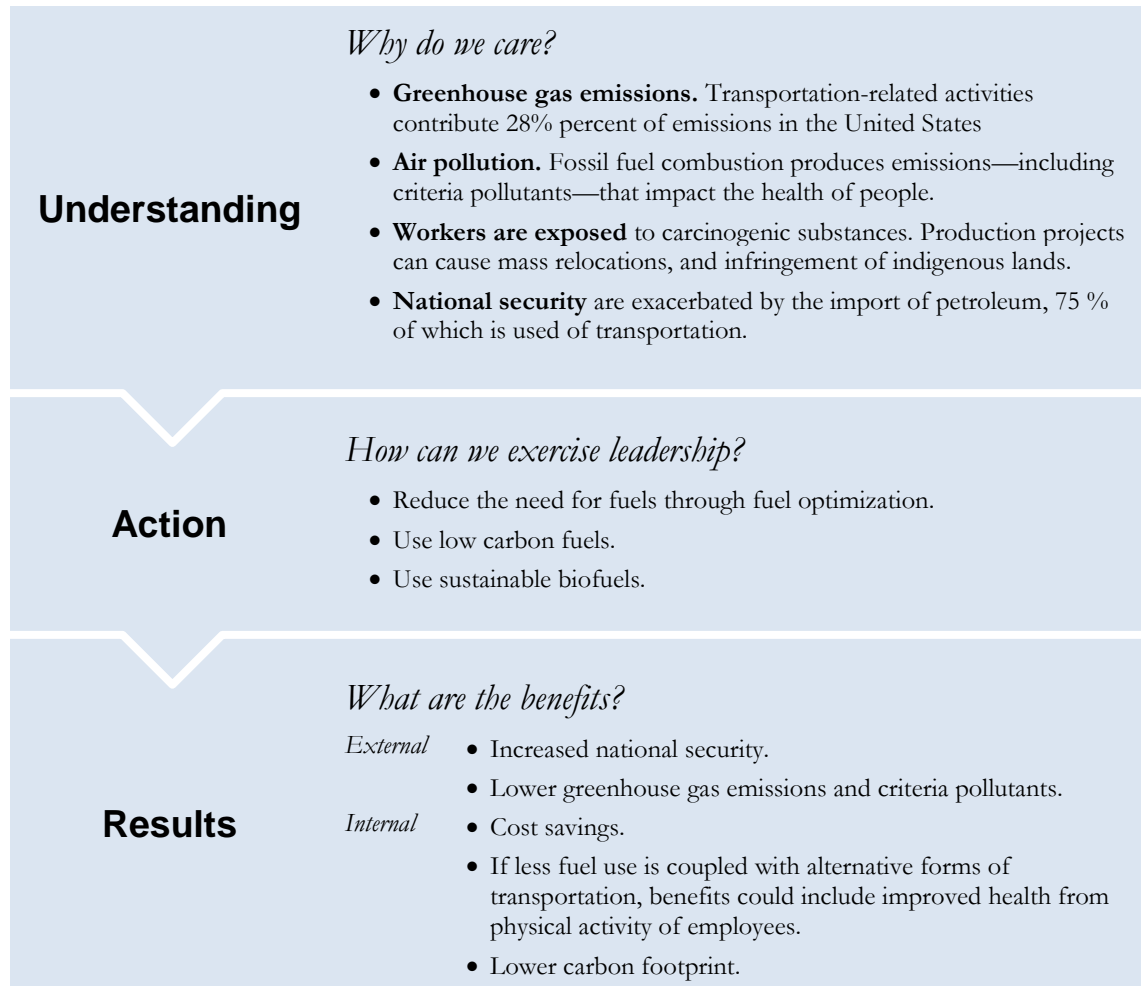 Understanding
Why do we care?
• Greenhouse gas emissions. Transportation-related activities
contribute 28% percent of emissions in the United States
• Air pollution. Fossil fuel combustion produces emissions—including
criteria pollutants—that impact the health of people.
• Workers are exposed to carcinogenic substances. Production projects
can cause mass relocations, and infringement of indigenous lands.
• National security are exacerbated by the import of petroleum, 75 %
of which is used of transportation.
Action
How can we exercise leadership?
• Reduce the need for fuels through fuel optimization.
• Use low carbon fuels.
• Use sustainable biofuels.
Results
What are the benefits?
External • Increased national security.
• Lower greenhouse gas emissions and criteria pollutants.
Internal • Cost savings.
• If less fuel use is coupled with alternative forms of
transportation, benefits could include improved health from
physical activity of employees.
• Lower carbon footprint.